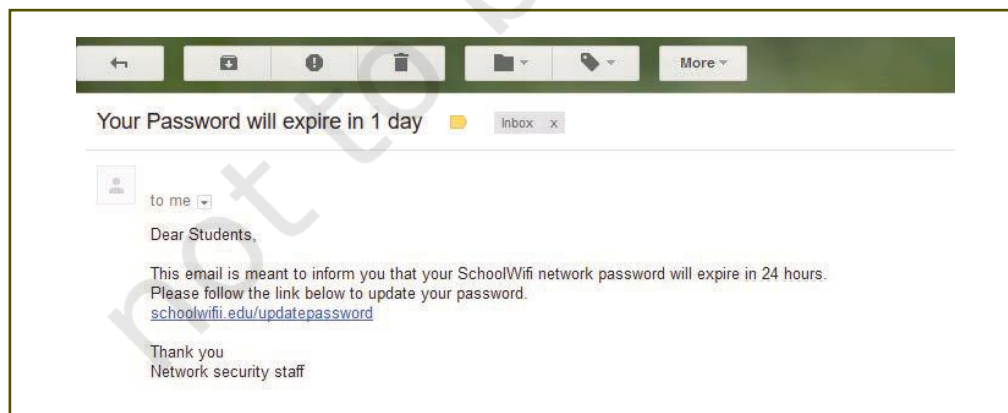 More
Your Password will expire in 1 day
Inbox x
to me
Dear Students,
This email is meant to inform you that your SchoolWifi network password will expire in 24 hours.
Please follow the link below to update your password.
schoolwifii.edu/updatepassword
Thank you
Network security staff
not to b